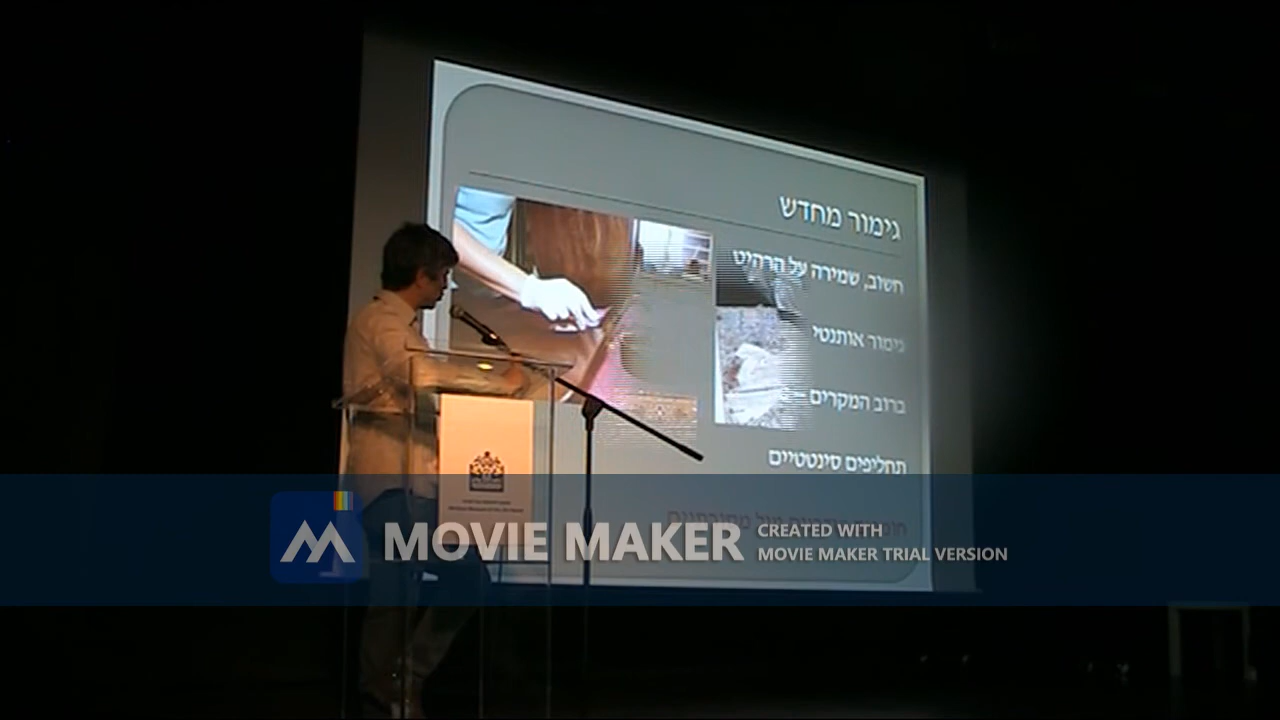 גימור מחדש
חשוב, שמירה על הרהיט
גימור אותנטי
ברוב המקרים –
תחליפים סינטטיים
MOVIE MAKER
CREATED WITH
MOVIE MAKER TRIAL VERSION